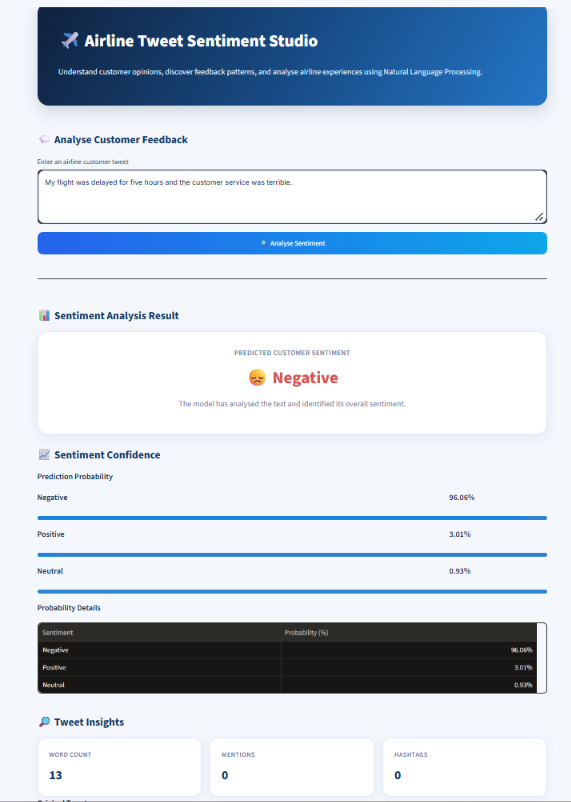 Airline Tweet Sentiment Studio
Understand customer opinions, discover feedback patterns, and analyse airline experiences using Natural Language Processing.
Analyse Customer Feedback
Enter an airline customer tweet
My flight was delayed for five hours and the customer service was terrible.
Analyse Sentiment
Sentiment Analysis Result
PREDICTED CUSTOMER SENTIMENT
Negative
The model has analysed the text and identified its overall sentiment.
Sentiment Confidence
Prediction Probability
Negative 96.06%
Positive 3.01%
Neutral 0.93%
Probability Details
Sentiment Probability (%)
Negative 96.06%
Positive 3.01%
Neutral 0.93%
Tweet Insights
WORD COUNT MENTIONS HASHTAGS
13 0 0